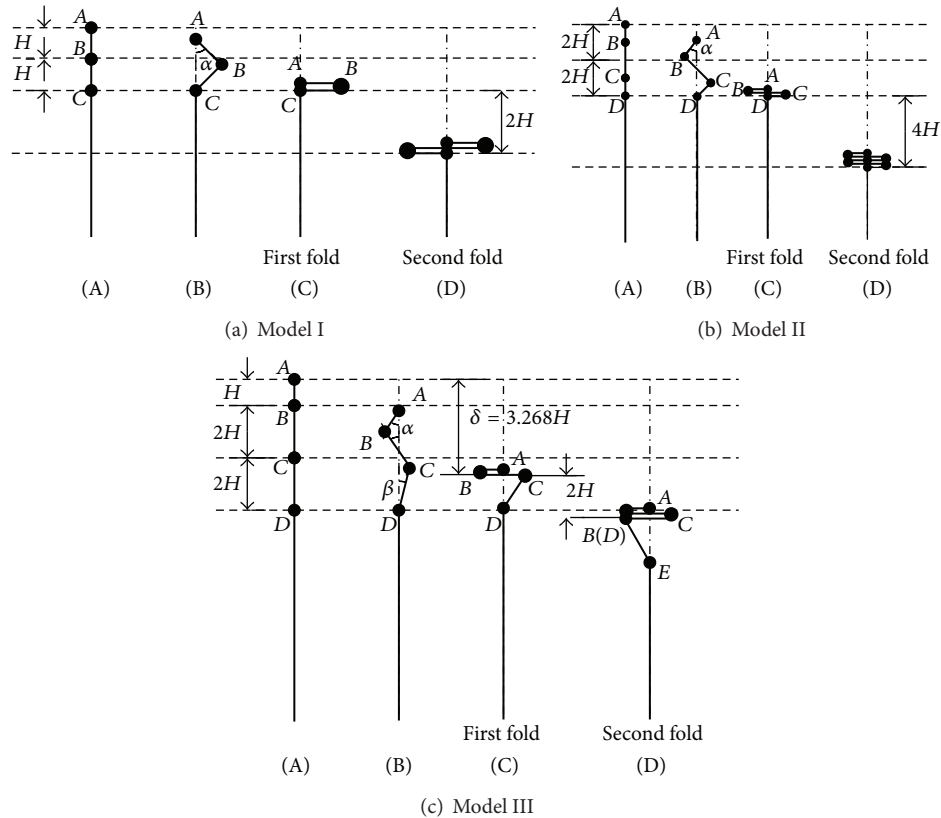 A
H
B
H
C
A
α
B
C
A
B
C
2H
First fold
Second fold
(A)
(B)
(C)
(D)
(a) Model I
A
2H
B
2H
C
D
A
α
B
C
D
A
B
C
D
4H
First fold
Second fold
(A)
(B)
(C)
(D)
(b) Model II
A
H
B
2H
C
2H
D
A
α
B
C
β
D
δ = 3.268H
A
B
C
D
2H
A
C
B(D)
E
First fold
Second fold
(A)
(B)
(C)
(D)
(c) Model III